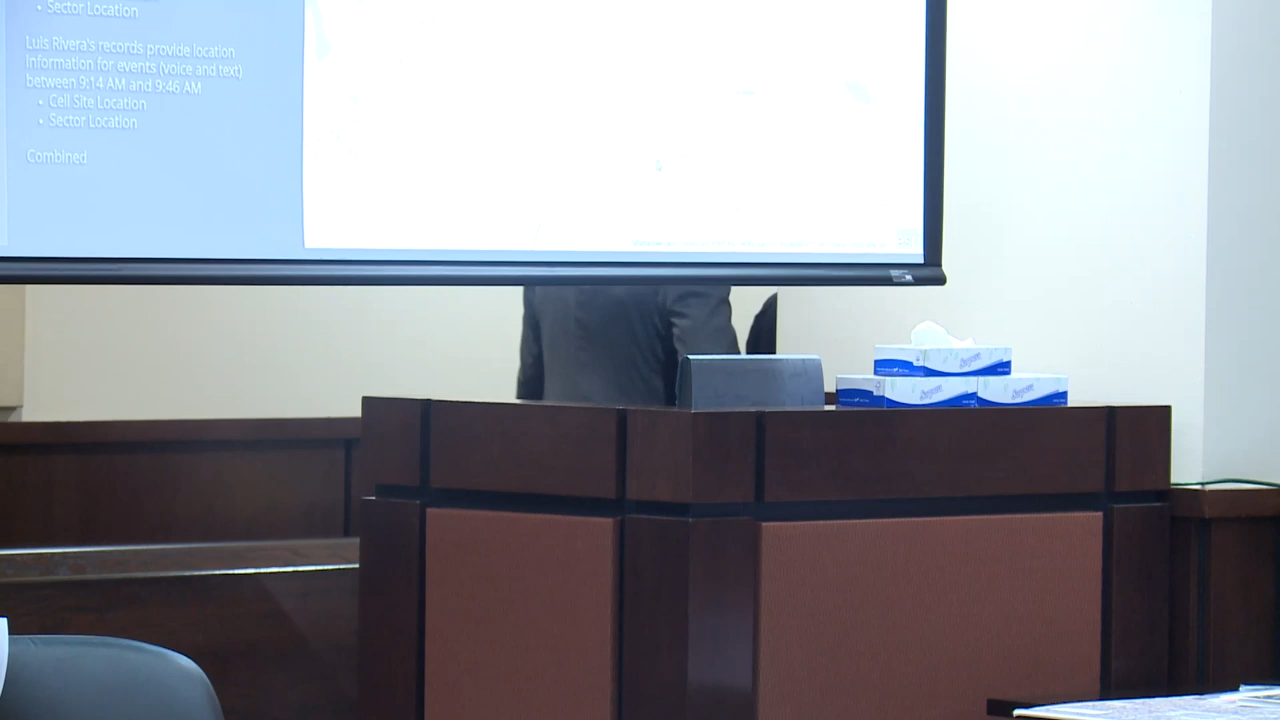 • Sector Location
Luis Rivera's records provide location
information for events (voice and text)
between 9:14 AM and 9:46 AM
• Cell Site Location
• Sector Location
Combined